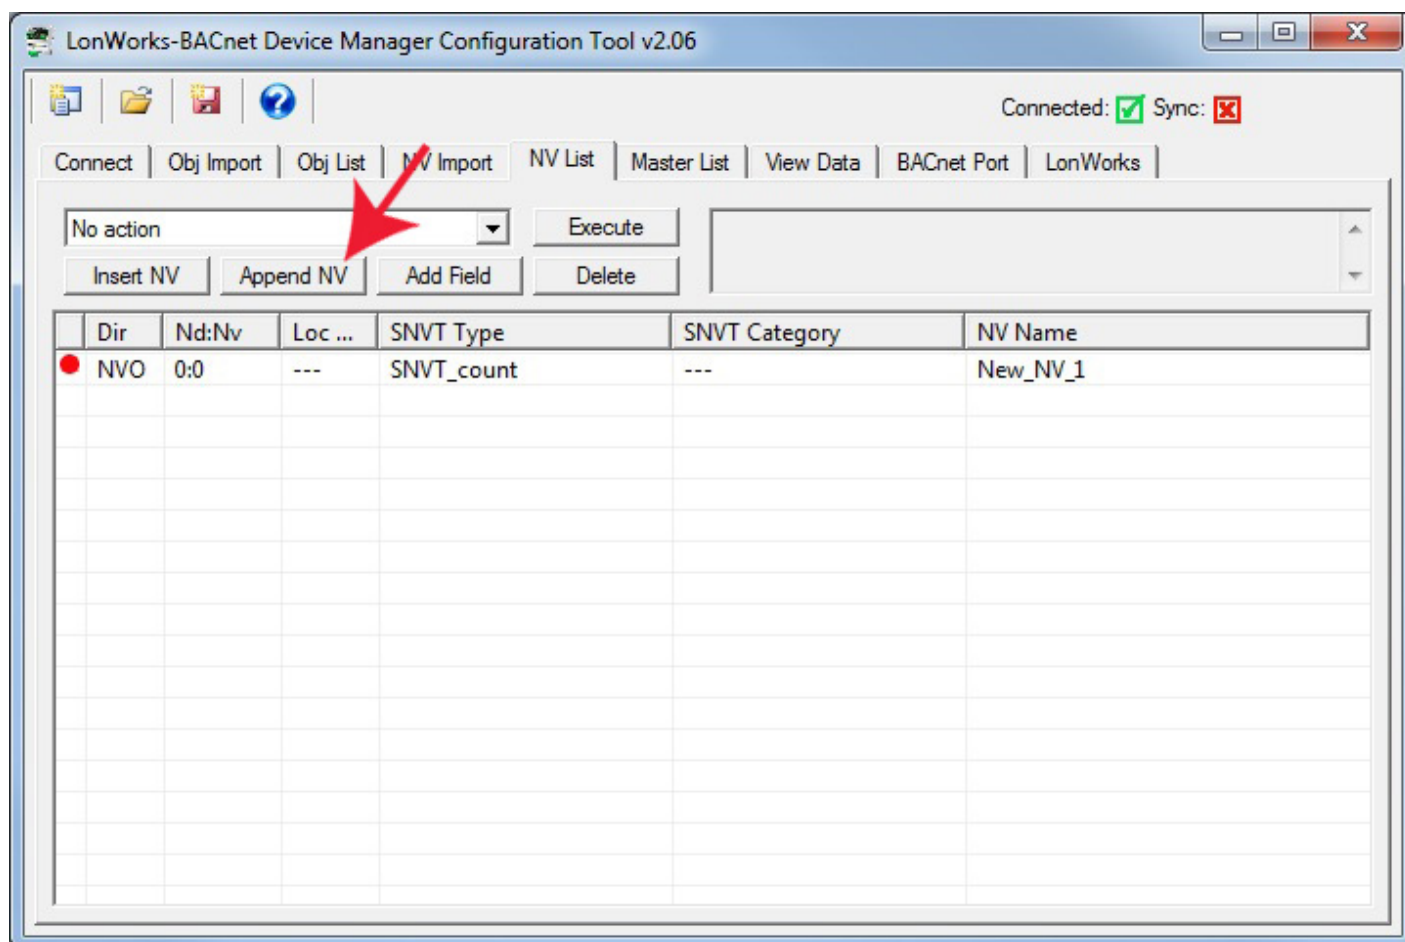 LonWorks-BACnet Device Manager Configuration Tool v2.06
Connected: Sync:
Connect Obj Import Obj List NV Import NV List Master List View Data BACnet Port LonWorks
No action Execute
Insert NV Append NV Add Field Delete
Dir Nd:Nv Loc ... SNVT Type SNVT Category NV Name
NVO 0:0 --- SNVT_count --- New_NV_1